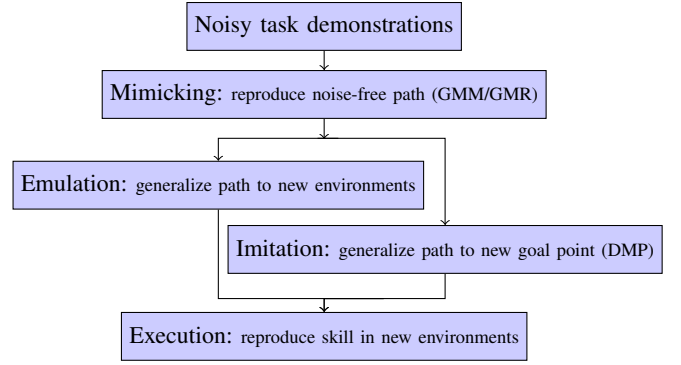 Noisy task demonstrations
Mimicking: reproduce noise-free path (GMM/GMR)
Emulation: generalize path to new environments
Imitation: generalize path to new goal point (DMP)
Execution: reproduce skill in new environments